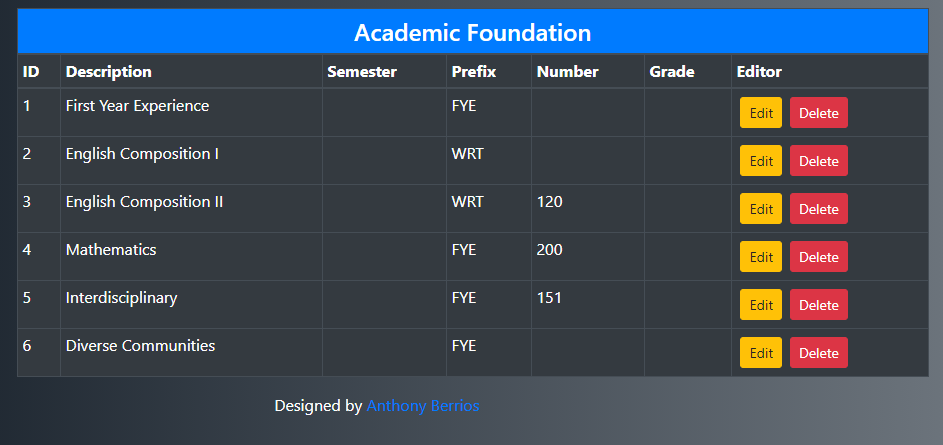 Academic Foundation
ID Description Semester Prefix Number Grade Editor
1 First Year Experience FYE Edit Delete
2 English Composition I WRT Edit Delete
3 English Composition II WRT 120 Edit Delete
4 Mathematics FYE 200 Edit Delete
5 Interdisciplinary FYE 151 Edit Delete
6 Diverse Communities FYE Edit Delete
Designed by Anthony Berrios